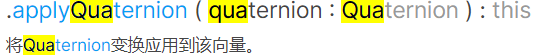 .applyQuaternion ( quaternion : Quaternion ) : this
将Quaternion变换应用到该向量。